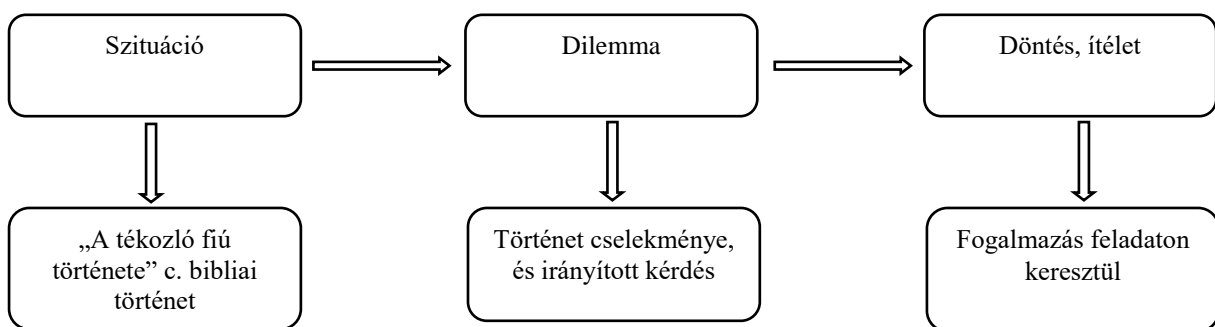 Szituáció
Dilemma
Döntés, ítélet
„A tékozló fiú
története” c. bibliai
történet
Történet cselekménye,
és irányított kérdés
Fogalmazás feladaton
keresztül